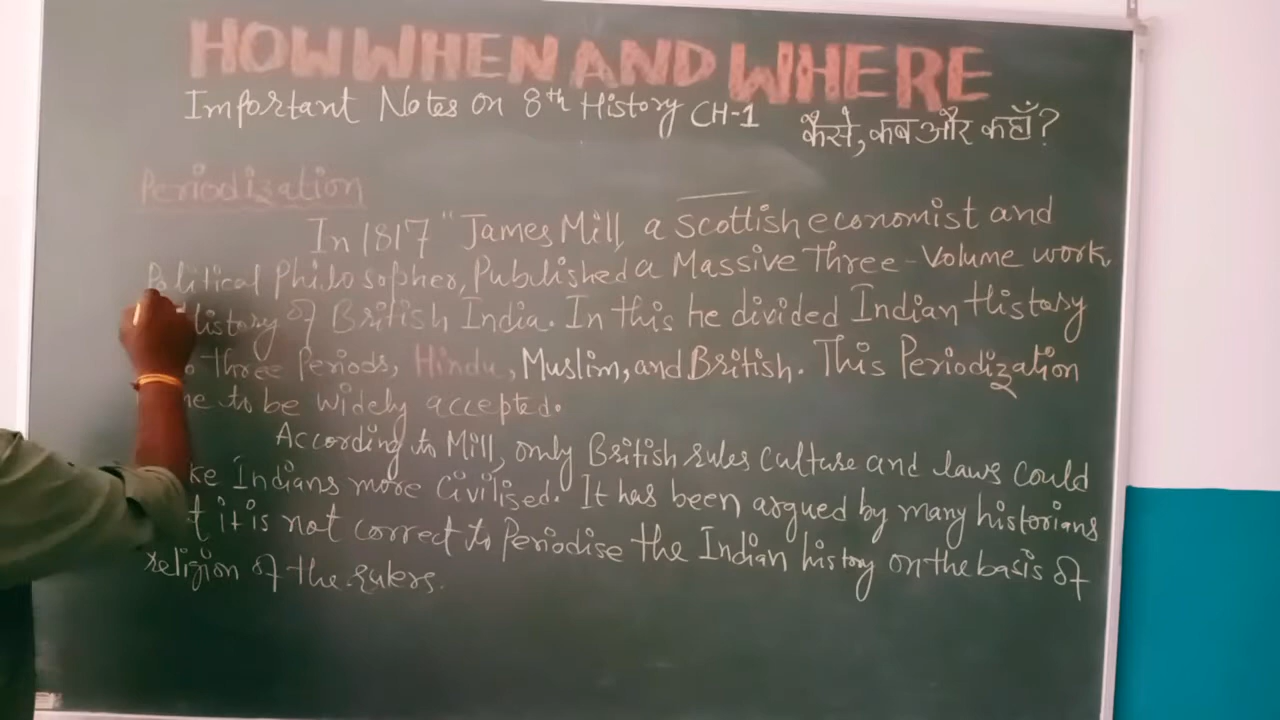 HOW WHEN AND WHERE
Important Notes on 8th History CH-1
कैसे, कब और कहाँ?
Periodization
In 1817 "James Mill, a Scottish economist and
Political Philosopher, Published a Massive Three-Volume work,
History of British India. In this he divided Indian History
three Periods, Hindu, Muslim, and British. This Periodization
to be widely accepted.
According to Mill, only British rules culture and laws could
Indians more Civilised. It has been argued by many historians
it is not correct to Periodise the Indian history on the basis of
religion of the rulers.